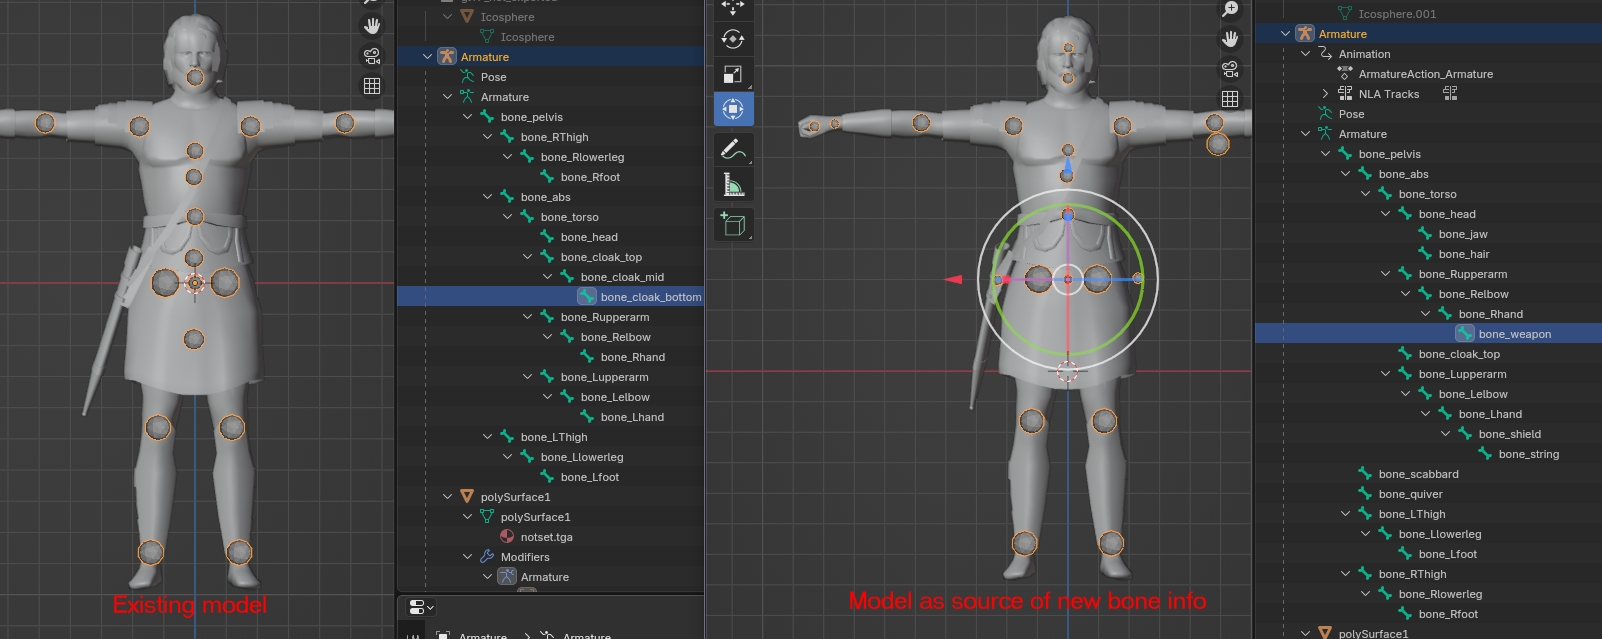 Icosphere
Icosphere
Armature
Pose
Armature
bone_pelvis
bone_RThigh
bone_Rlowerleg
bone_Rfoot
bone_abs
bone_torso
bone_head
bone_cloak_top
bone_cloak_mid
bone_cloak_bottom
bone_Rupperarm
bone_Relbow
bone_Rhand
bone_Lupperarm
bone_Lelbow
bone_Lhand
bone_LThigh
bone_Llowerleg
bone_Lfoot
polySurface1
polySurface1
notset.tga
Modifiers
Armature
Armature
Armature
Existing model
Model as source of new bone info
Icosphere.001
Armature
Animation
ArmatureAction_Armature
NLA Tracks
Pose
Armature
bone_pelvis
bone_abs
bone_torso
bone_head
bone_jaw
bone_hair
bone_Rupperarm
bone_Relbow
bone_Rhand
bone_weapon
bone_cloak_top
bone_Lupperarm
bone_Lelbow
bone_Lhand
bone_shield
bone_string
bone_scabbard
bone_quiver
bone_LThigh
bone_Llowerleg
bone_Lfoot
bone_RThigh
bone_Rlowerleg
bone_Rfoot
polySurface1